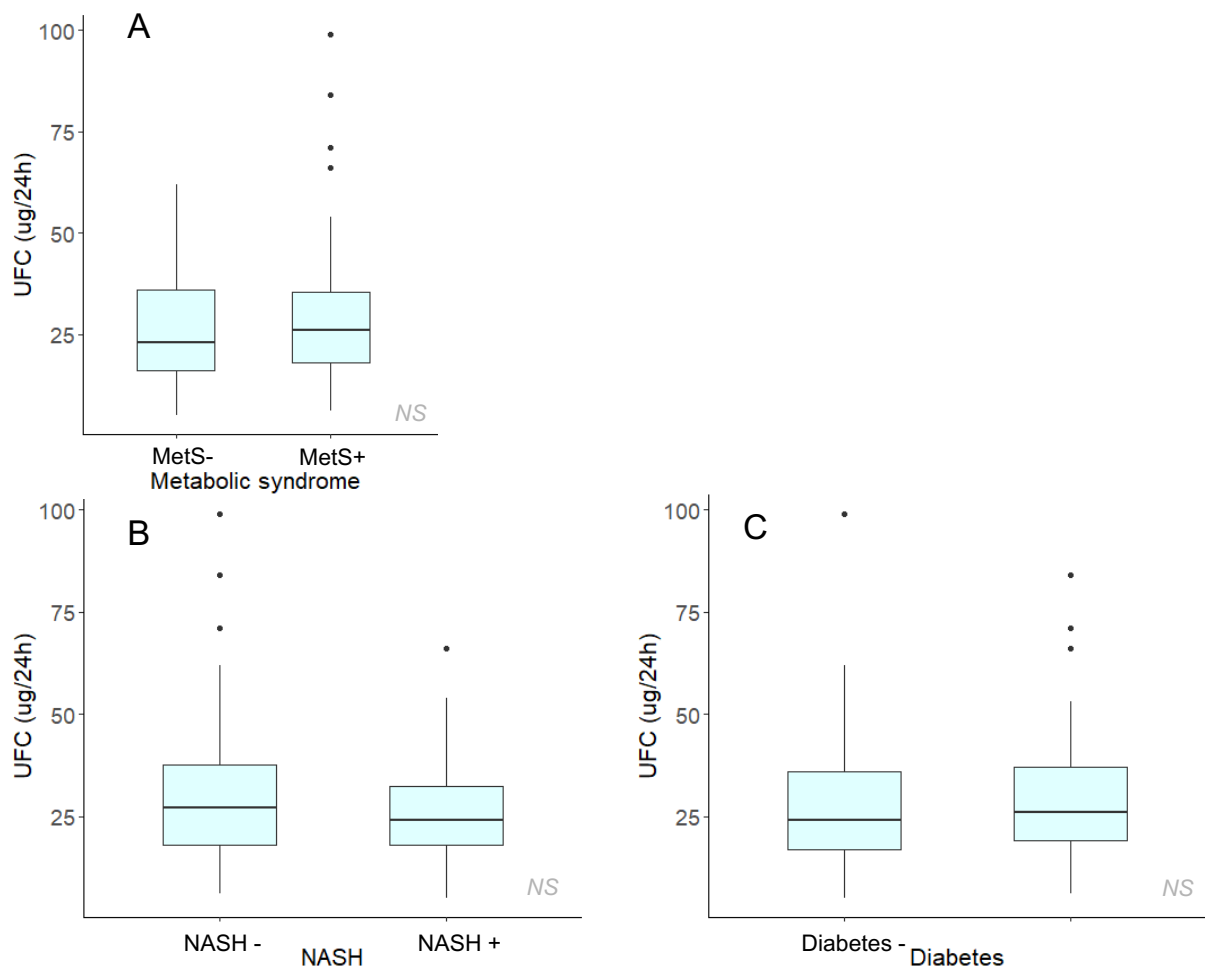 A
100
75
50
25
UFC (ug/24h)
NS
MetS- MetS+
Metabolic syndrome
B
100
75
50
25
UFC (ug/24h)
NS
NASH - NASH +
NASH
C
100
75
50
25
UFC (ug/24h)
NS
Diabetes -
Diabetes